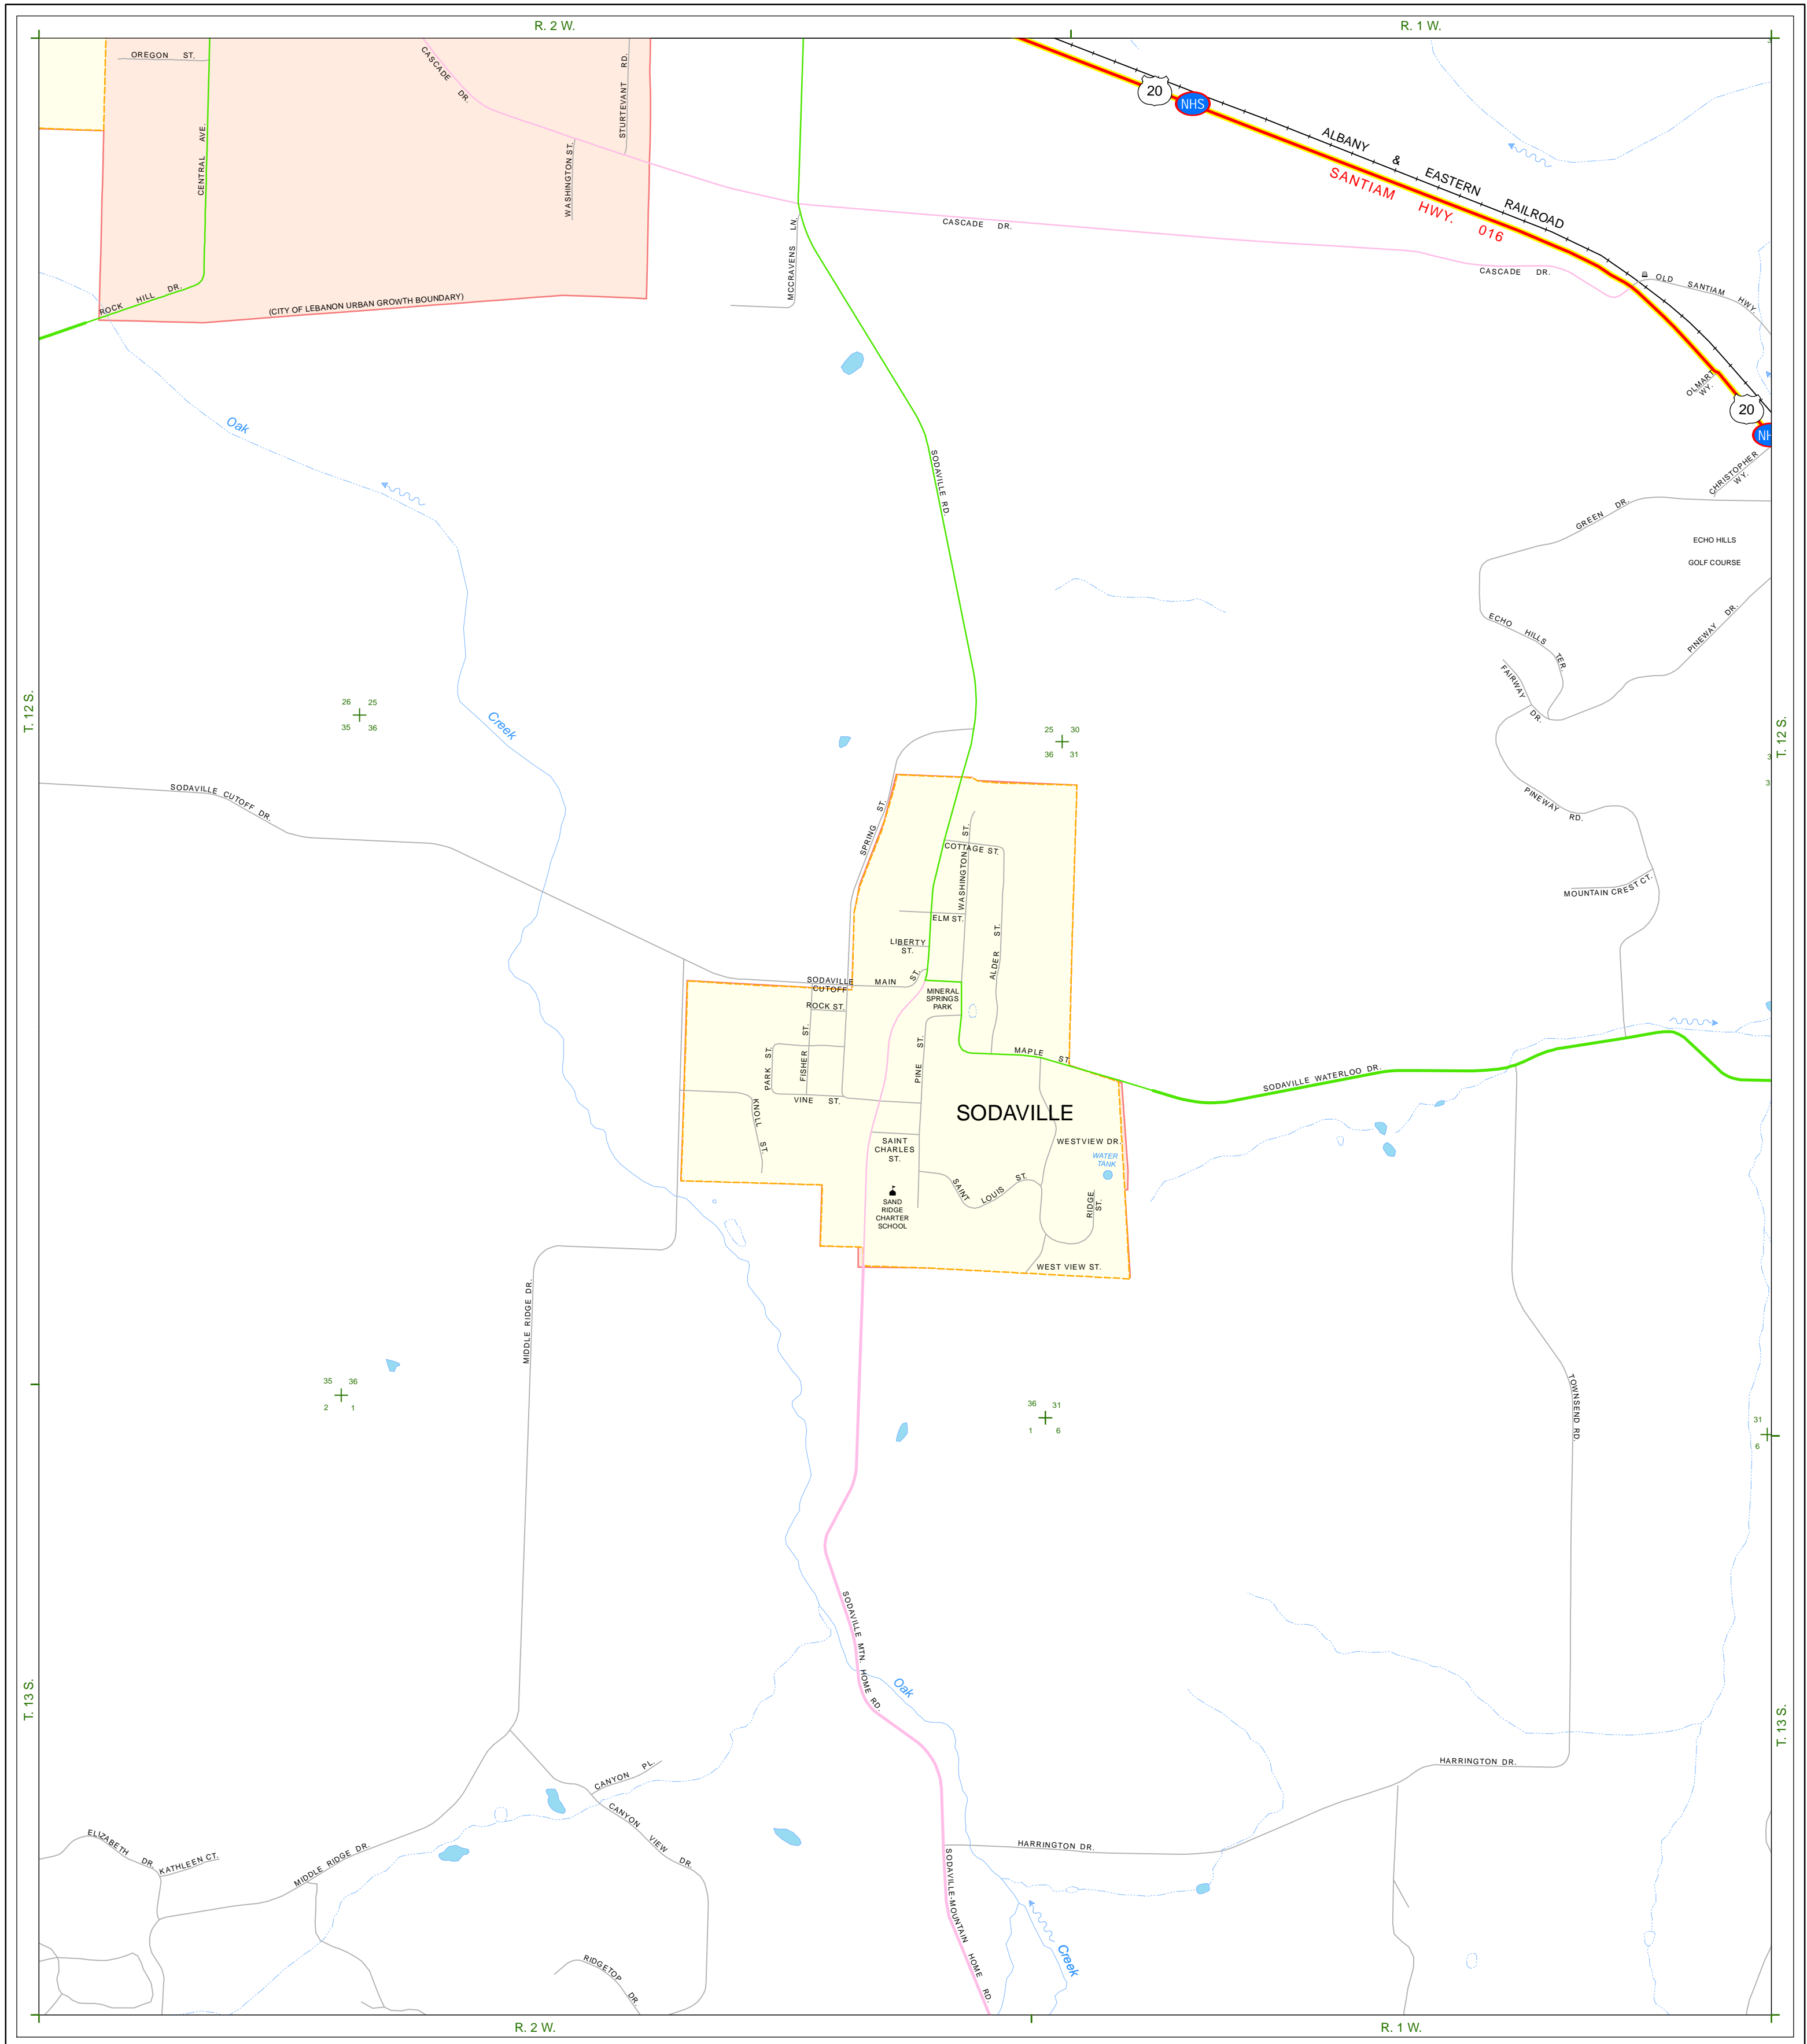 R. 2 W.
R. 1 W.
OREGON ST.
CENTRAL AVE.
CASCADE DR.
STURTEVANT RD.
WASHINGTON ST.
20
NHS
ALBANY & EASTERN RAILROAD
SANTIAM HWY. 016
CASCADE DR.
MCCRAVENS LN.
CASCADE DR.
OLD SANTIAM HWY.
ROCK HILL DR.
(CITY OF LEBANON URBAN GROWTH BOUNDARY)
OLMART
WY.
20
NH
Oak
SODAVILLE RD.
CHRISTOPHER
WY.
GREEN DR.
ECHO HILLS
GOLF COURSE
ECHO HILLS TER.
PINEWAY DR.
FAIRWAY DR.
T. 12 S.
26 25
35 36
Creek
25 30
36 31
T. 12 S.
3
3
SODAVILLE CUTOFF DR.
PINEWAY RD.
SPRING ST.
WASHINGTON ST.
COTTAGE ST.
MOUNTAIN CREST CT.
ELM ST.
LIBERTY
ST.
ALDER ST.
SODAVILLE
CUTOFF
MAIN ST.
MINERAL
SPRINGS
PARK
ROCK ST.
FISHER ST.
PARK ST.
PINE ST.
MAPLE ST.
SODAVILLE WATERLOO DR.
VINE ST.
KNOLL ST.
SODAVILLE
SAINT
CHARLES
ST.
WESTVIEW DR.
WATER
TANK
SAINT LOUIS ST.
RIDGE
ST.
SAND
RIDGE
CHARTER
SCHOOL
WEST VIEW ST.
MIDDLE RIDGE DR.
35 36
2 1
36 31
1 6
TOWNSEND RD.
31
6
SODAVILLE MTN. HOME RD.
T. 13 S.
Oak
T. 13 S.
CANYON PL.
HARRINGTON DR.
CANYON VIEW DR.
ELIZABETH DR.
KATHLEEN CT.
MIDDLE RIDGE DR.
HARRINGTON DR.
SODAVILLE-MOUNTAIN HOME RD.
Creek
RIDGETOP DR.
R. 2 W.
R. 1 W.